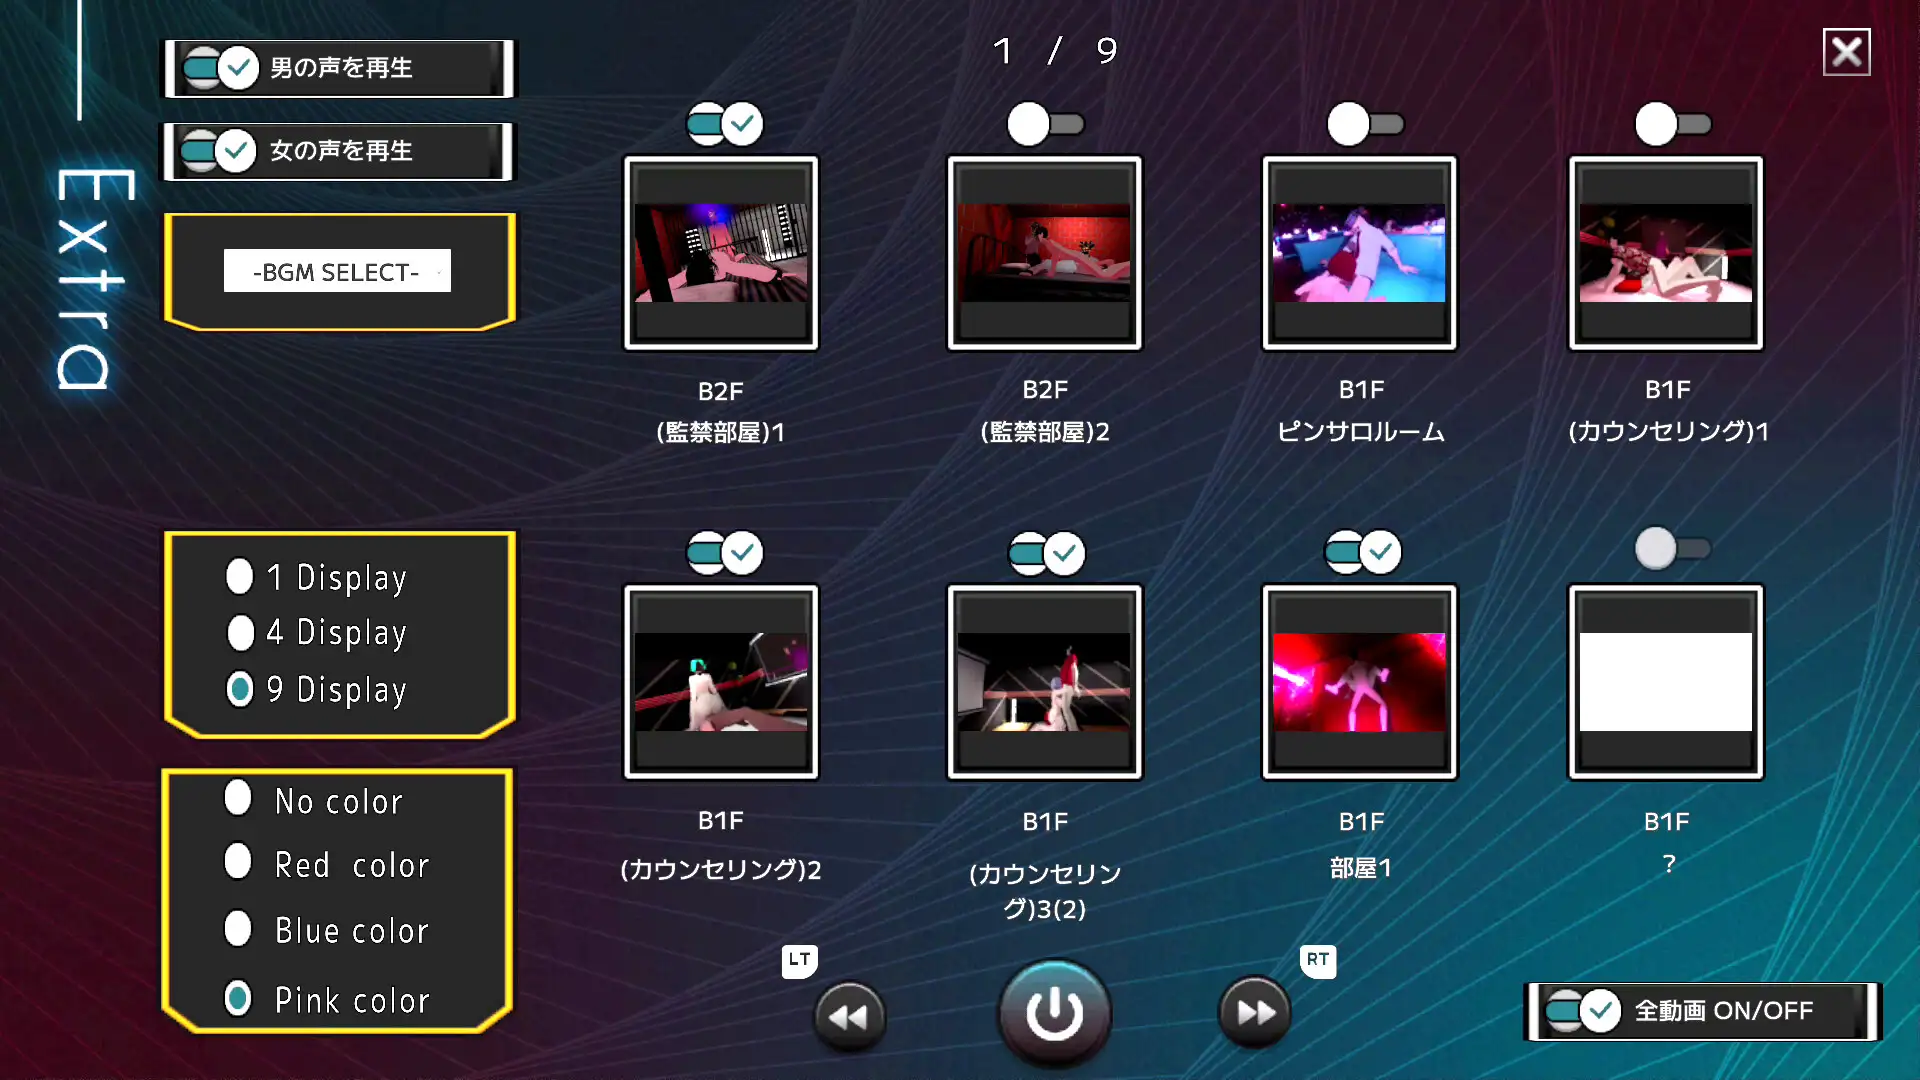 Extra
男の声を再生
女の声を再生
-BGM SELECT-
1 Display
4 Display
9 Display
No color
Red color
Blue color
Pink color
1 / 9
B2F
(監禁部屋)1
B2F
(監禁部屋)2
B1F
ピンサロルーム
B1F
(カウンセリング)1
B1F
(カウンセリング)2
B1F
(カウンセリン
グ)3(2)
B1F
部屋1
B1F
?
LT
RT
全動画 ON/OFF